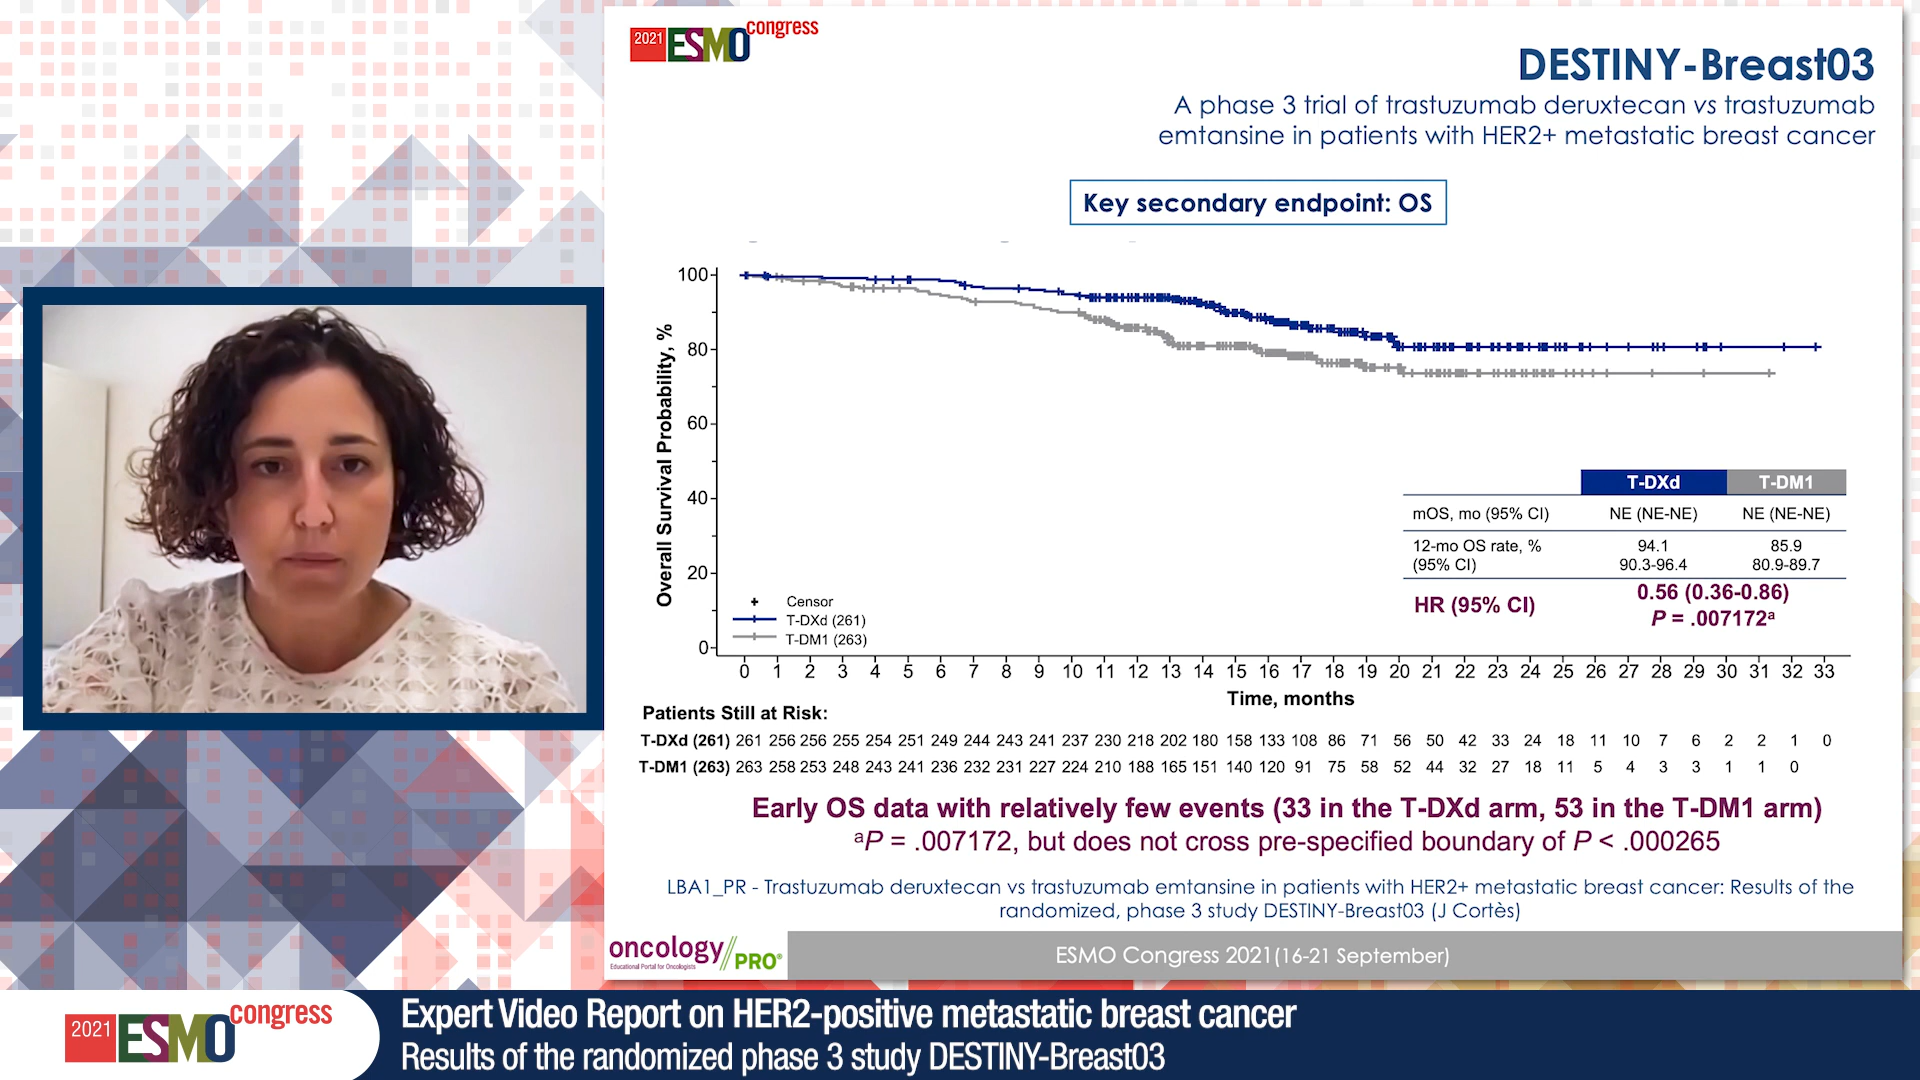 2021 ESMO congress
DESTINY-Breast03
A phase 3 trial of trastuzumab deruxtecan vs trastuzumab
emtansine in patients with HER2+ metastatic breast cancer
Key secondary endpoint: OS
Overall Survival Probability, %
100
80
60
40
20
0
Censor
T-DXd (261)
T-DM1 (263)
T-DXd T-DM1
mOS, mo (95% CI) NE (NE-NE) NE (NE-NE)
12-mo OS rate, % 94.1 85.9
(95% CI) 90.3-96.4 80.9-89.7
HR (95% CI) 0.56 (0.36-0.86)
P = .007172ᵃ
0 1 2 3 4 5 6 7 8 9 10 11 12 13 14 15 16 17 18 19 20 21 22 23 24 25 26 27 28 29 30 31 32 33
Time, months
Patients Still at Risk:
T-DXd (261) 261 256 256 255 254 251 249 244 243 241 237 230 218 202 180 158 133 108 86 71 56 50 42 33 24 18 11 10 7 6 2 2 1 0
T-DM1 (263) 263 258 253 248 243 241 236 232 231 227 224 210 188 165 151 140 120 91 75 58 52 44 32 27 18 11 5 4 3 3 1 1 0
Early OS data with relatively few events (33 in the T-DXd arm, 53 in the T-DM1 arm)
ᵃP = .007172, but does not cross pre-specified boundary of P < .000265
LBA1_PR - Trastuzumab deruxtecan vs trastuzumab emtansine in patients with HER2+ metastatic breast cancer: Results of the
randomized, phase 3 study DESTINY-Breast03 (J Cortès)
oncology//PRO®
Educational Portal for Oncologists
ESMO Congress 2021(16-21 September)
2021 ESMO congress
Expert Video Report on HER2-positive metastatic breast cancer
Results of the randomized phase 3 study DESTINY-Breast03